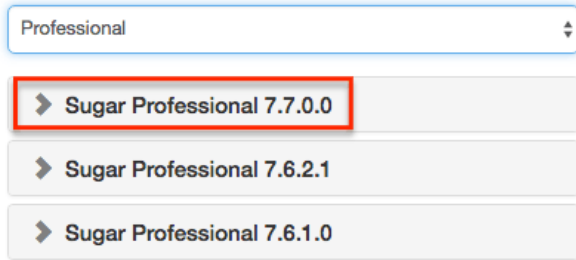 Professional
Sugar Professional 7.7.0.0
Sugar Professional 7.6.2.1
Sugar Professional 7.6.1.0